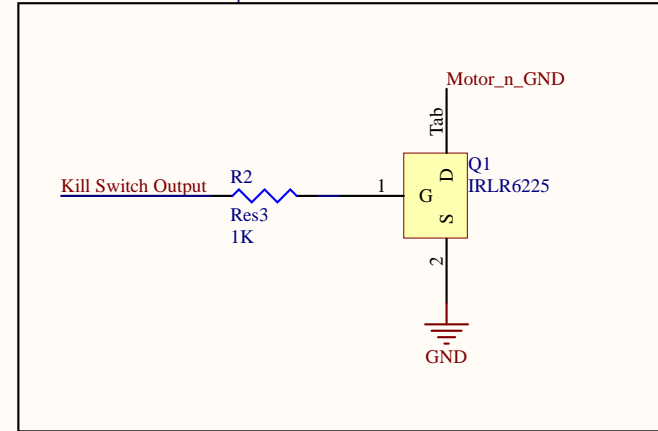 Motor_n_GND
Tab
Q1
IRLR6225
D
G
S
1
2
Kill Switch Output
R2
Res3
1K
GND